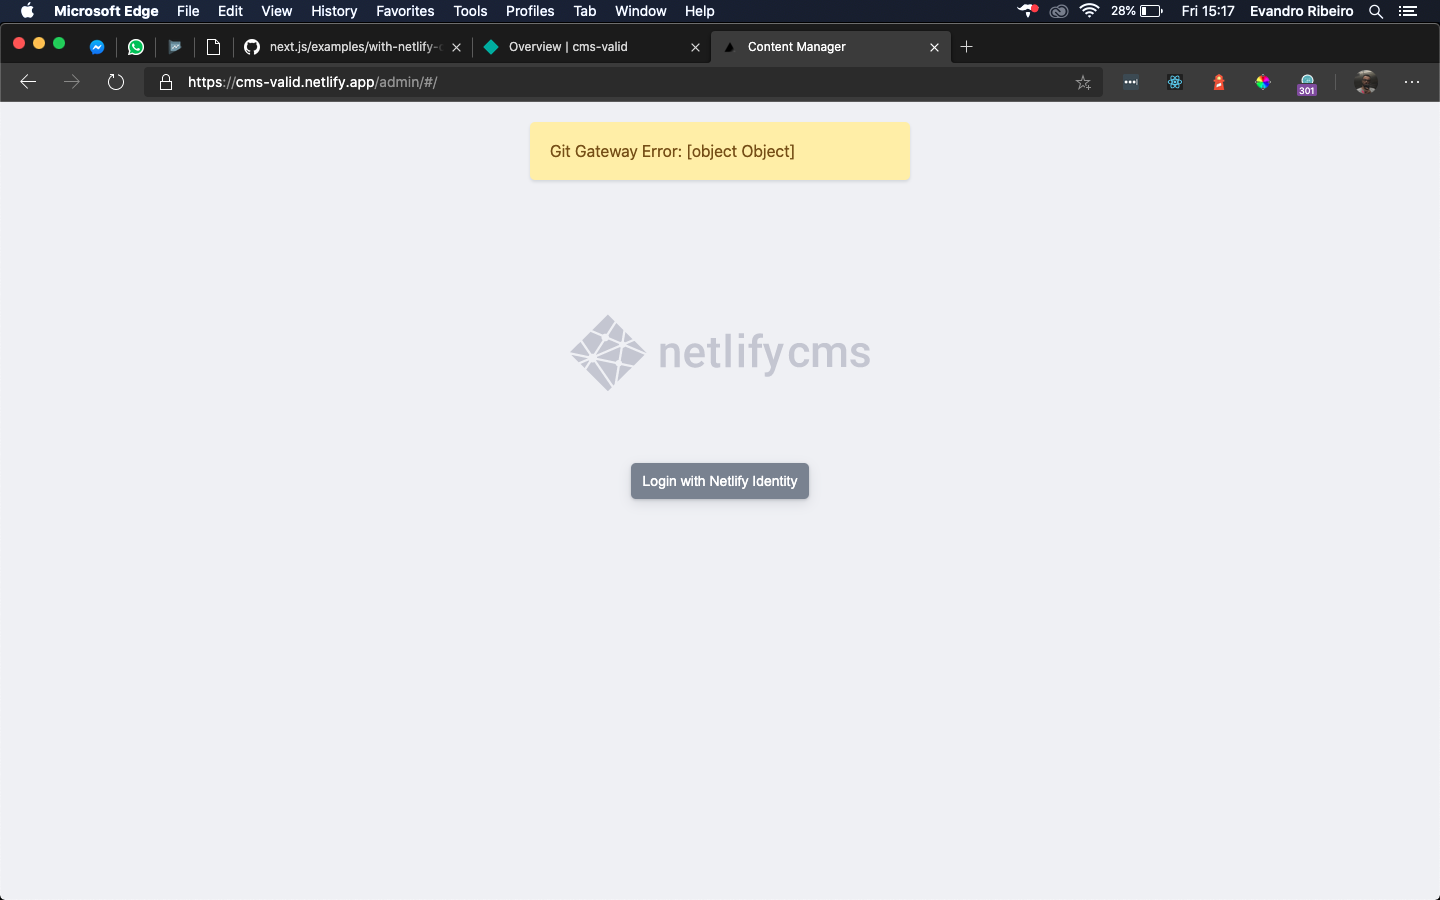 Microsoft Edge File Edit View History Favorites Tools Profiles Tab Window Help 28% Fri 15:17 Evandro Ribeiro
next.js/examples/with-netlify- Overview | cms-valid Content Manager
https://cms-valid.netlify.app/admin/#/ 301
Git Gateway Error: [object Object]
netlifycms
Login with Netlify Identity